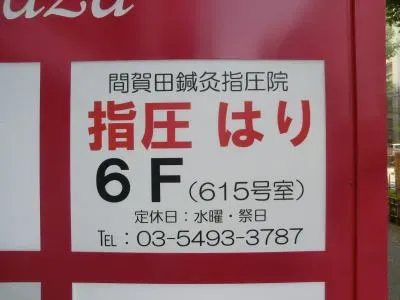 aza
間賀田鍼灸指圧院
指圧 はり
6F(615号室)
定休日：水曜・祭日
TEL：03-5493-3787